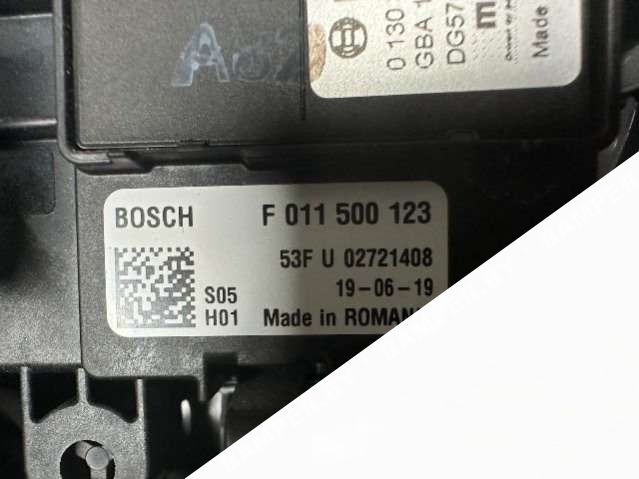 0 130
GBA 1
DG57
Made
BOSCH F 011 500 123
53F U 02721408
S05 19-06-19
H01 Made in ROMAN